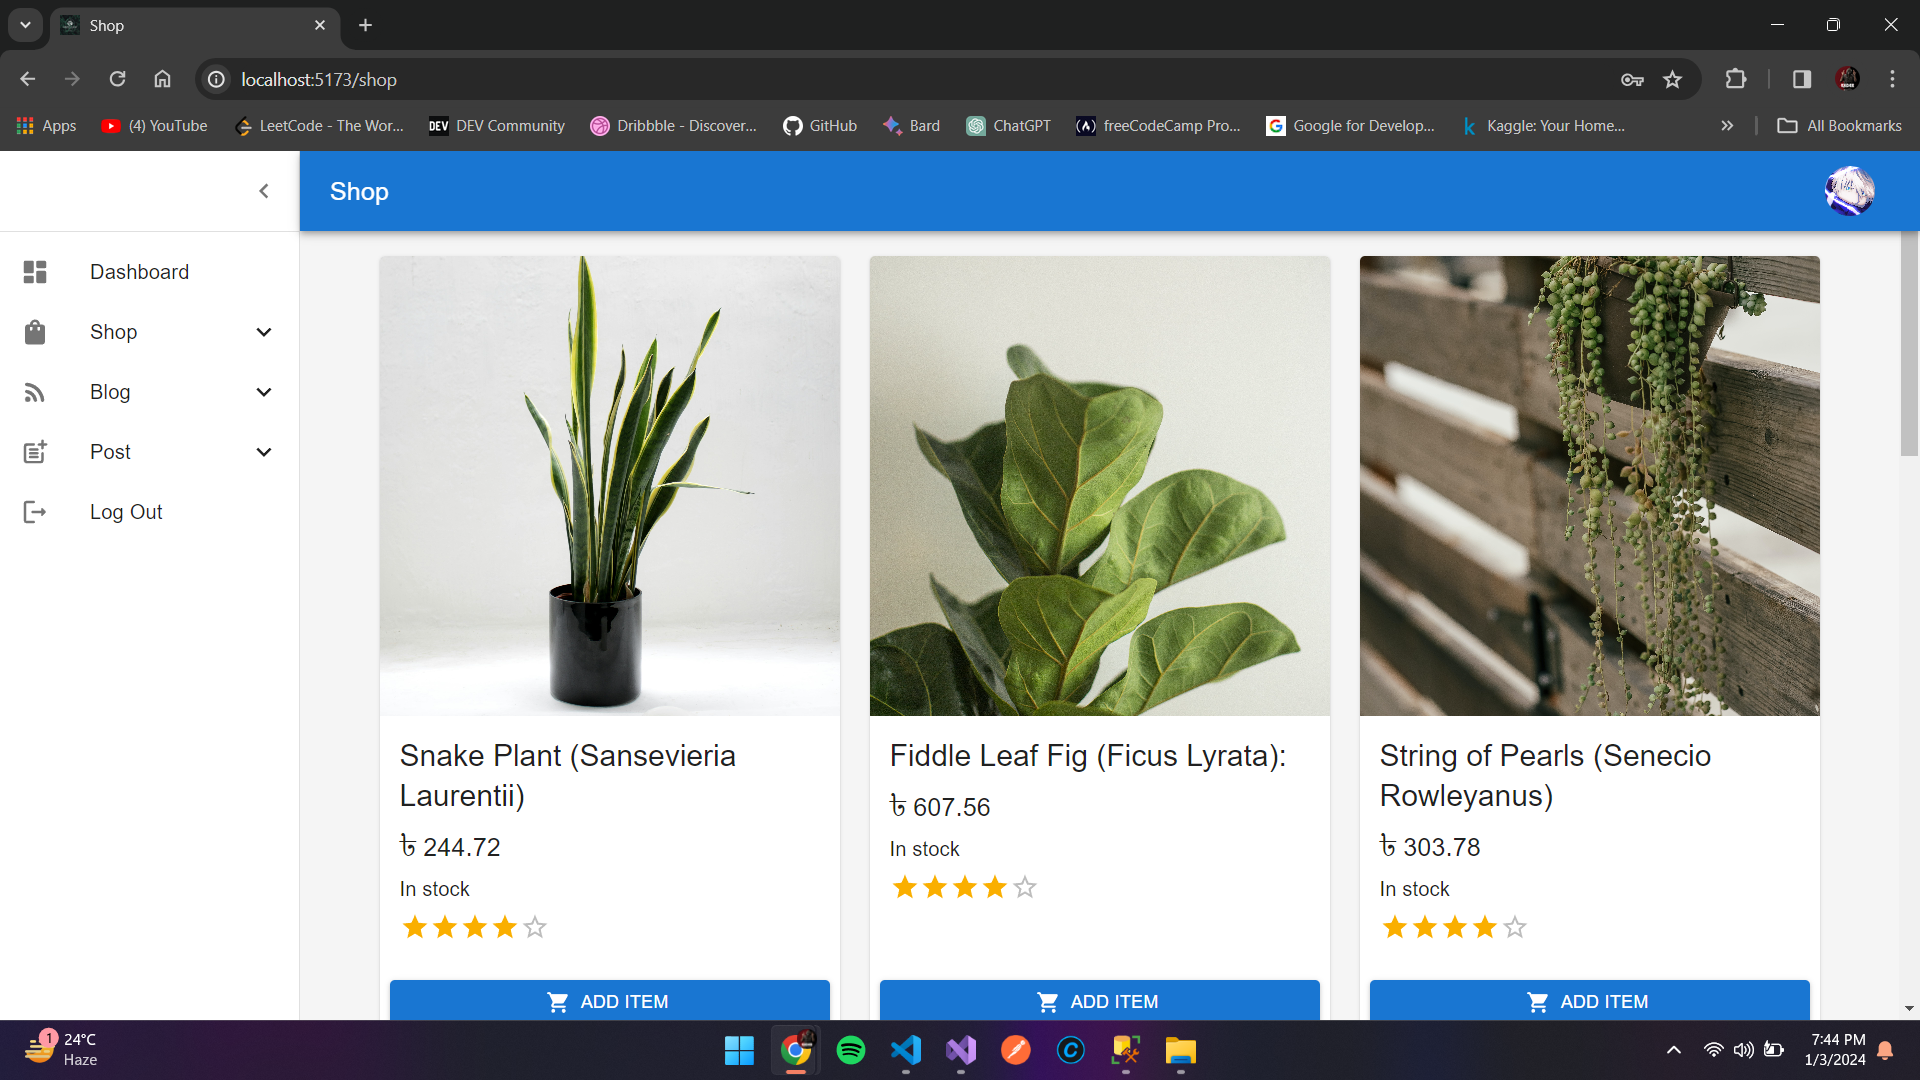 Shop
localhost:5173/shop
Apps
(4) YouTube
LeetCode - The Wor...
DEV
DEV Community
Dribbble - Discover...
GitHub
Bard
ChatGPT
freeCodeCamp Pro...
Google for Develop...
Kaggle: Your Home...
All Bookmarks
Shop
Dashboard
Shop
Blog
Post
Log Out
Snake Plant (Sansevieria
Laurentii)
৳ 244.72
In stock
ADD ITEM
Fiddle Leaf Fig (Ficus Lyrata):
৳ 607.56
In stock
ADD ITEM
String of Pearls (Senecio
Rowleyanus)
৳ 303.78
In stock
ADD ITEM
1
24°C
Haze
7:44 PM
1/3/2024